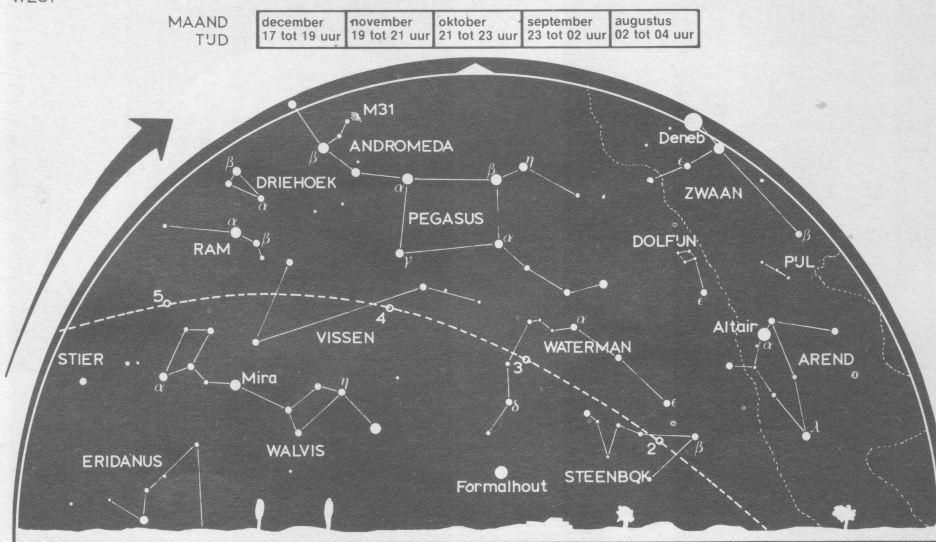 WEST
MAAND december november oktober september augustus
TIJD 17 tot 19 uur 19 tot 21 uur 21 tot 23 uur 23 tot 02 uur 02 tot 04 uur
M31
Deneb
β ANDROMEDA
β η
ε
β DRIEHOEK α β ZWAAN
α
PEGASUS
α β α DOLFIJN β
RAM γ PIJL
ε
5
4 Altair
VISSEN α WATERMAN α AREND
STIER 3
α Mira η
δ ε
2 β λ
WALVIS
ERIDANUS STEENBOK
Formalhout